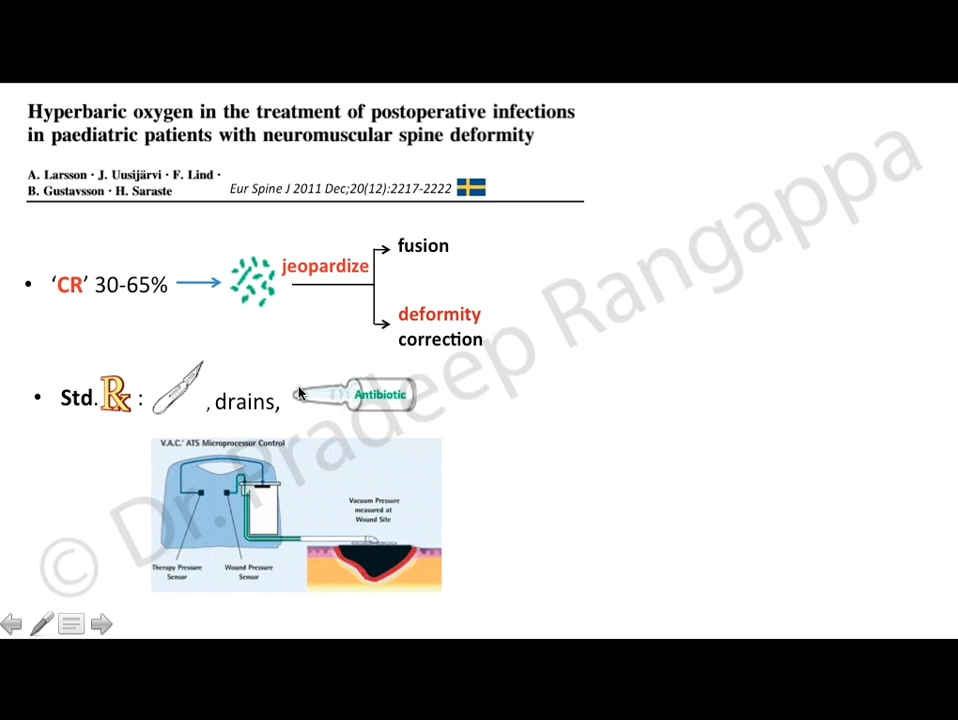 Hyperbaric oxygen in the treatment of postoperative infections
in paediatric patients with neuromuscular spine deformity
A. Larsson · J. Uusijärvi · F. Lind ·
B. Gustavsson · H. Saraste
Eur Spine J 2011 Dec;20(12):2217-2222
• ‘CR’ 30-65%
jeopardize
fusion
deformity
correction
• Std. Rx : , drains,
Antibiotic
V.A.C.® ATS Microprocessor Control
Vacuum Pressure
measured at
Wound Site
Therapy Pressure
Sensor
Wound Pressure
Sensor
© Dr. Pradeep Rangappa